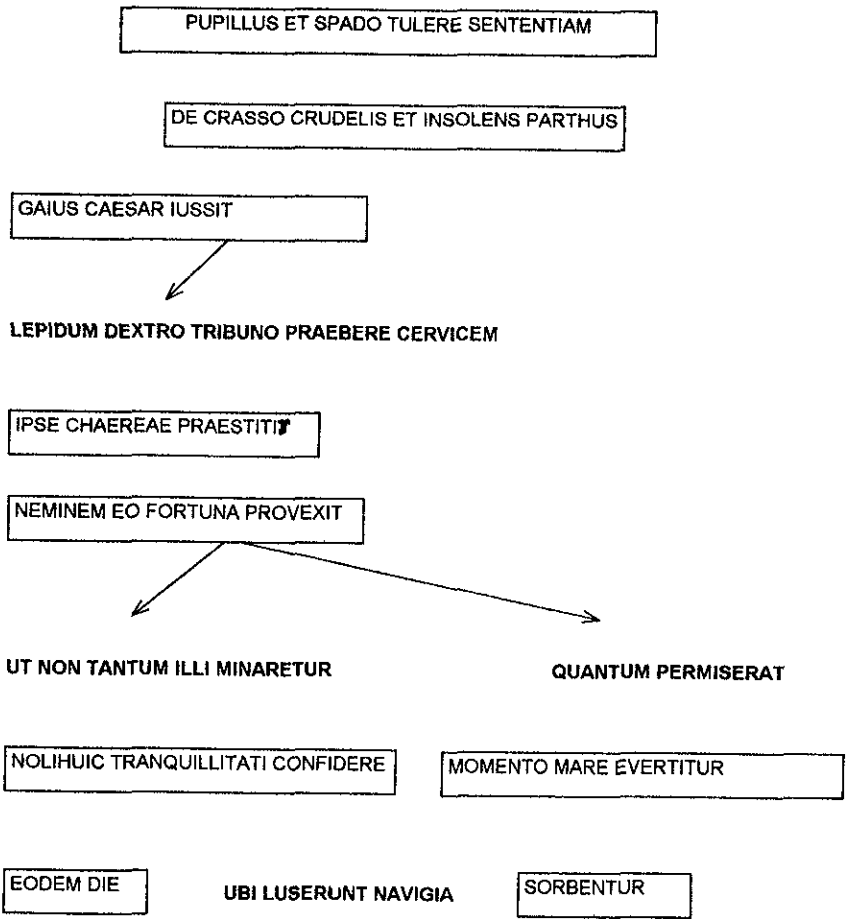 PUPILLUS ET SPADO TULERE SENTENTIAM
DE CRASSO CRUDELIS ET INSOLENS PARTHUS
GAIUS CAESAR IUSSIT
LEPIDUM DEXTRO TRIBUNO PRAEBERE CERVICEM
IPSE CHAEREAE PRAESTITIT
NEMINEM EO FORTUNA PROVEXIT
UT NON TANTUM ILLI MINARETUR
QUANTUM PERMISERAT
NOLIHUIC TRANQUILLITATI CONFIDERE
MOMENTO MARE EVERTITUR
EODEM DIE
UBI LUSERUNT NAVIGIA
SORBENTUR